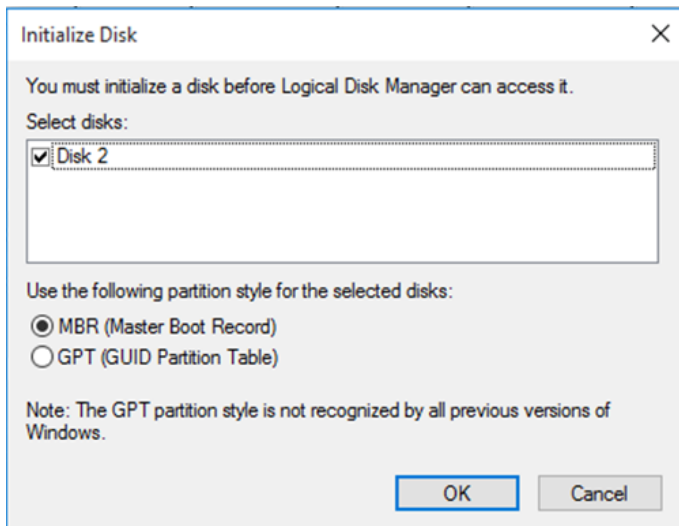 Initialize Disk
You must initialize a disk before Logical Disk Manager can access it.
Select disks:
Disk 2
Use the following partition style for the selected disks:
MBR (Master Boot Record)
GPT (GUID Partition Table)
Note: The GPT partition style is not recognized by all previous versions of
Windows.
OK Cancel